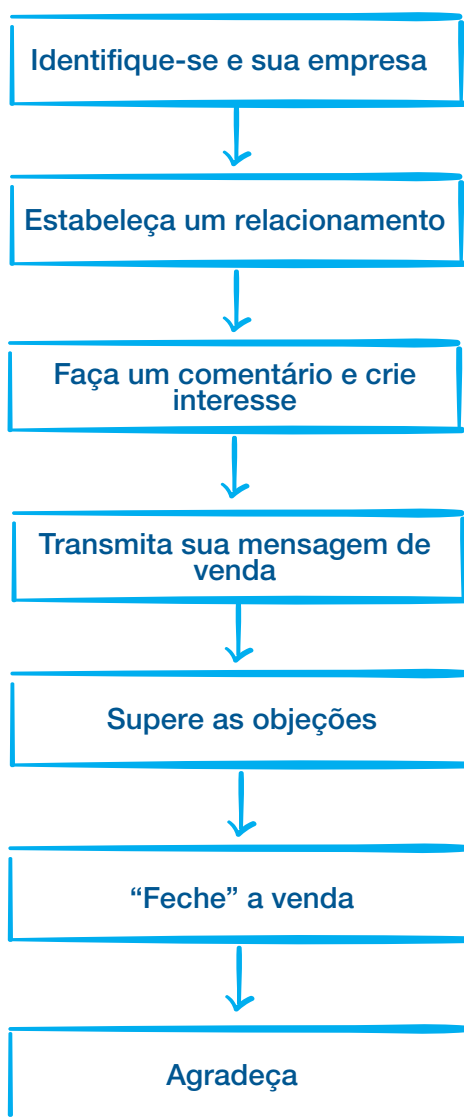 Identifique-se e sua empresa
Estabeleça um relacionamento
Faça um comentário e crie
interesse
Transmita sua mensagem de
venda
Supere as objeções
“Feche” a venda
Agradeça